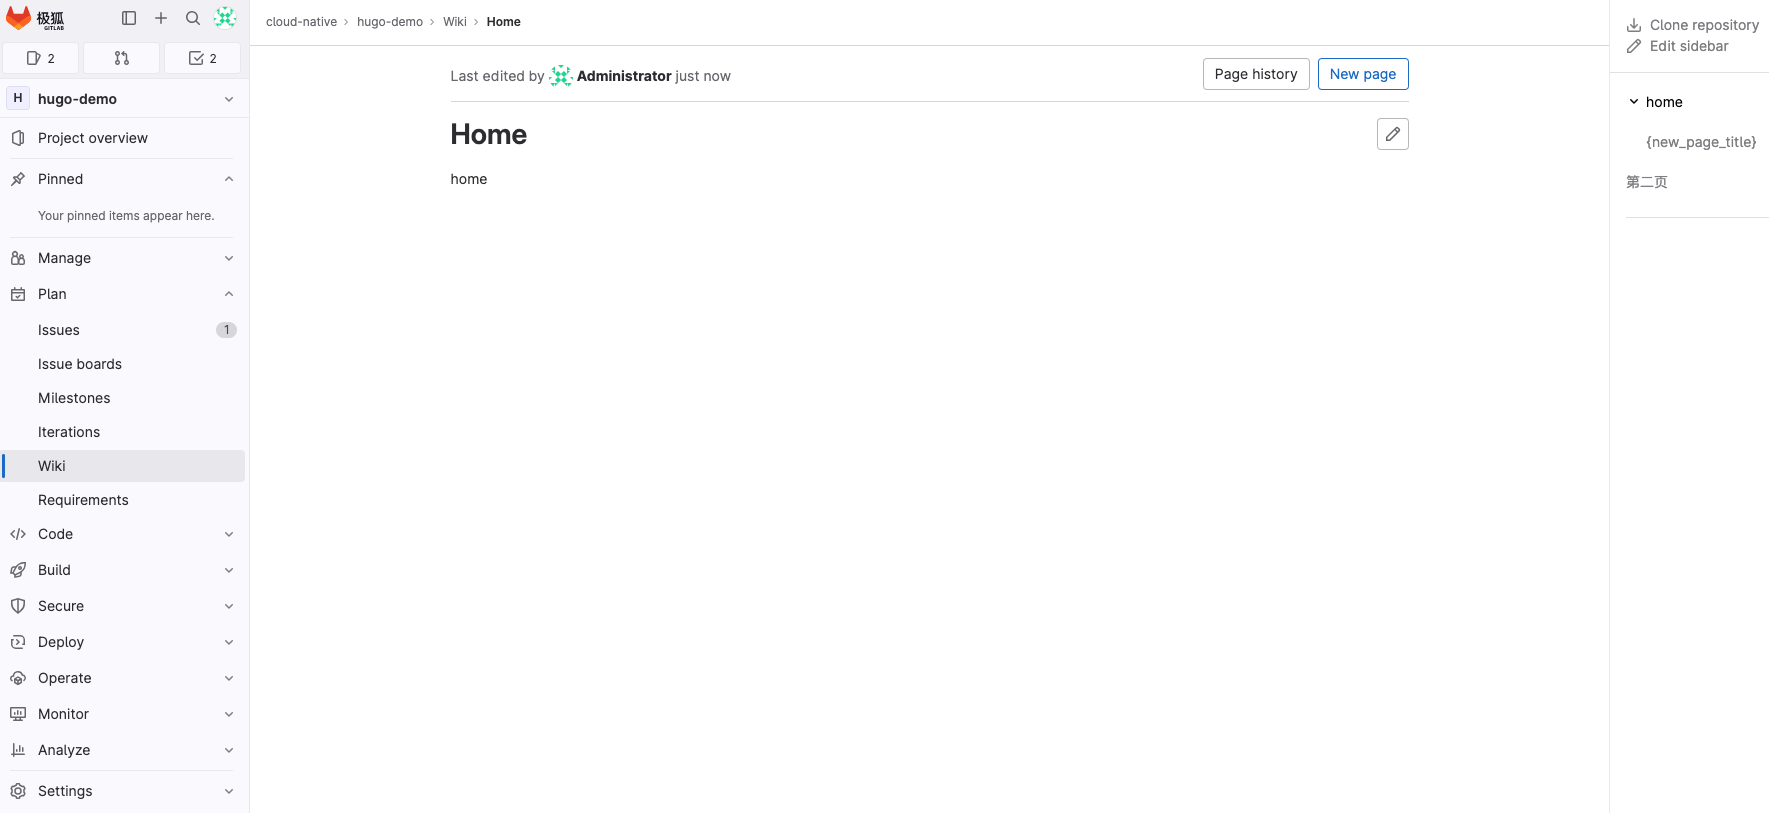 极狐
GITLAB
2
2
H hugo-demo
Project overview
Pinned
Your pinned items appear here.
Manage
Plan
Issues 1
Issue boards
Milestones
Iterations
Wiki
Requirements
Code
Build
Secure
Deploy
Operate
Monitor
Analyze
Settings
cloud-native › hugo-demo › Wiki › Home
Last edited by Administrator just now
Page history
New page
Home
home
Clone repository
Edit sidebar
home
{new_page_title}
第二页